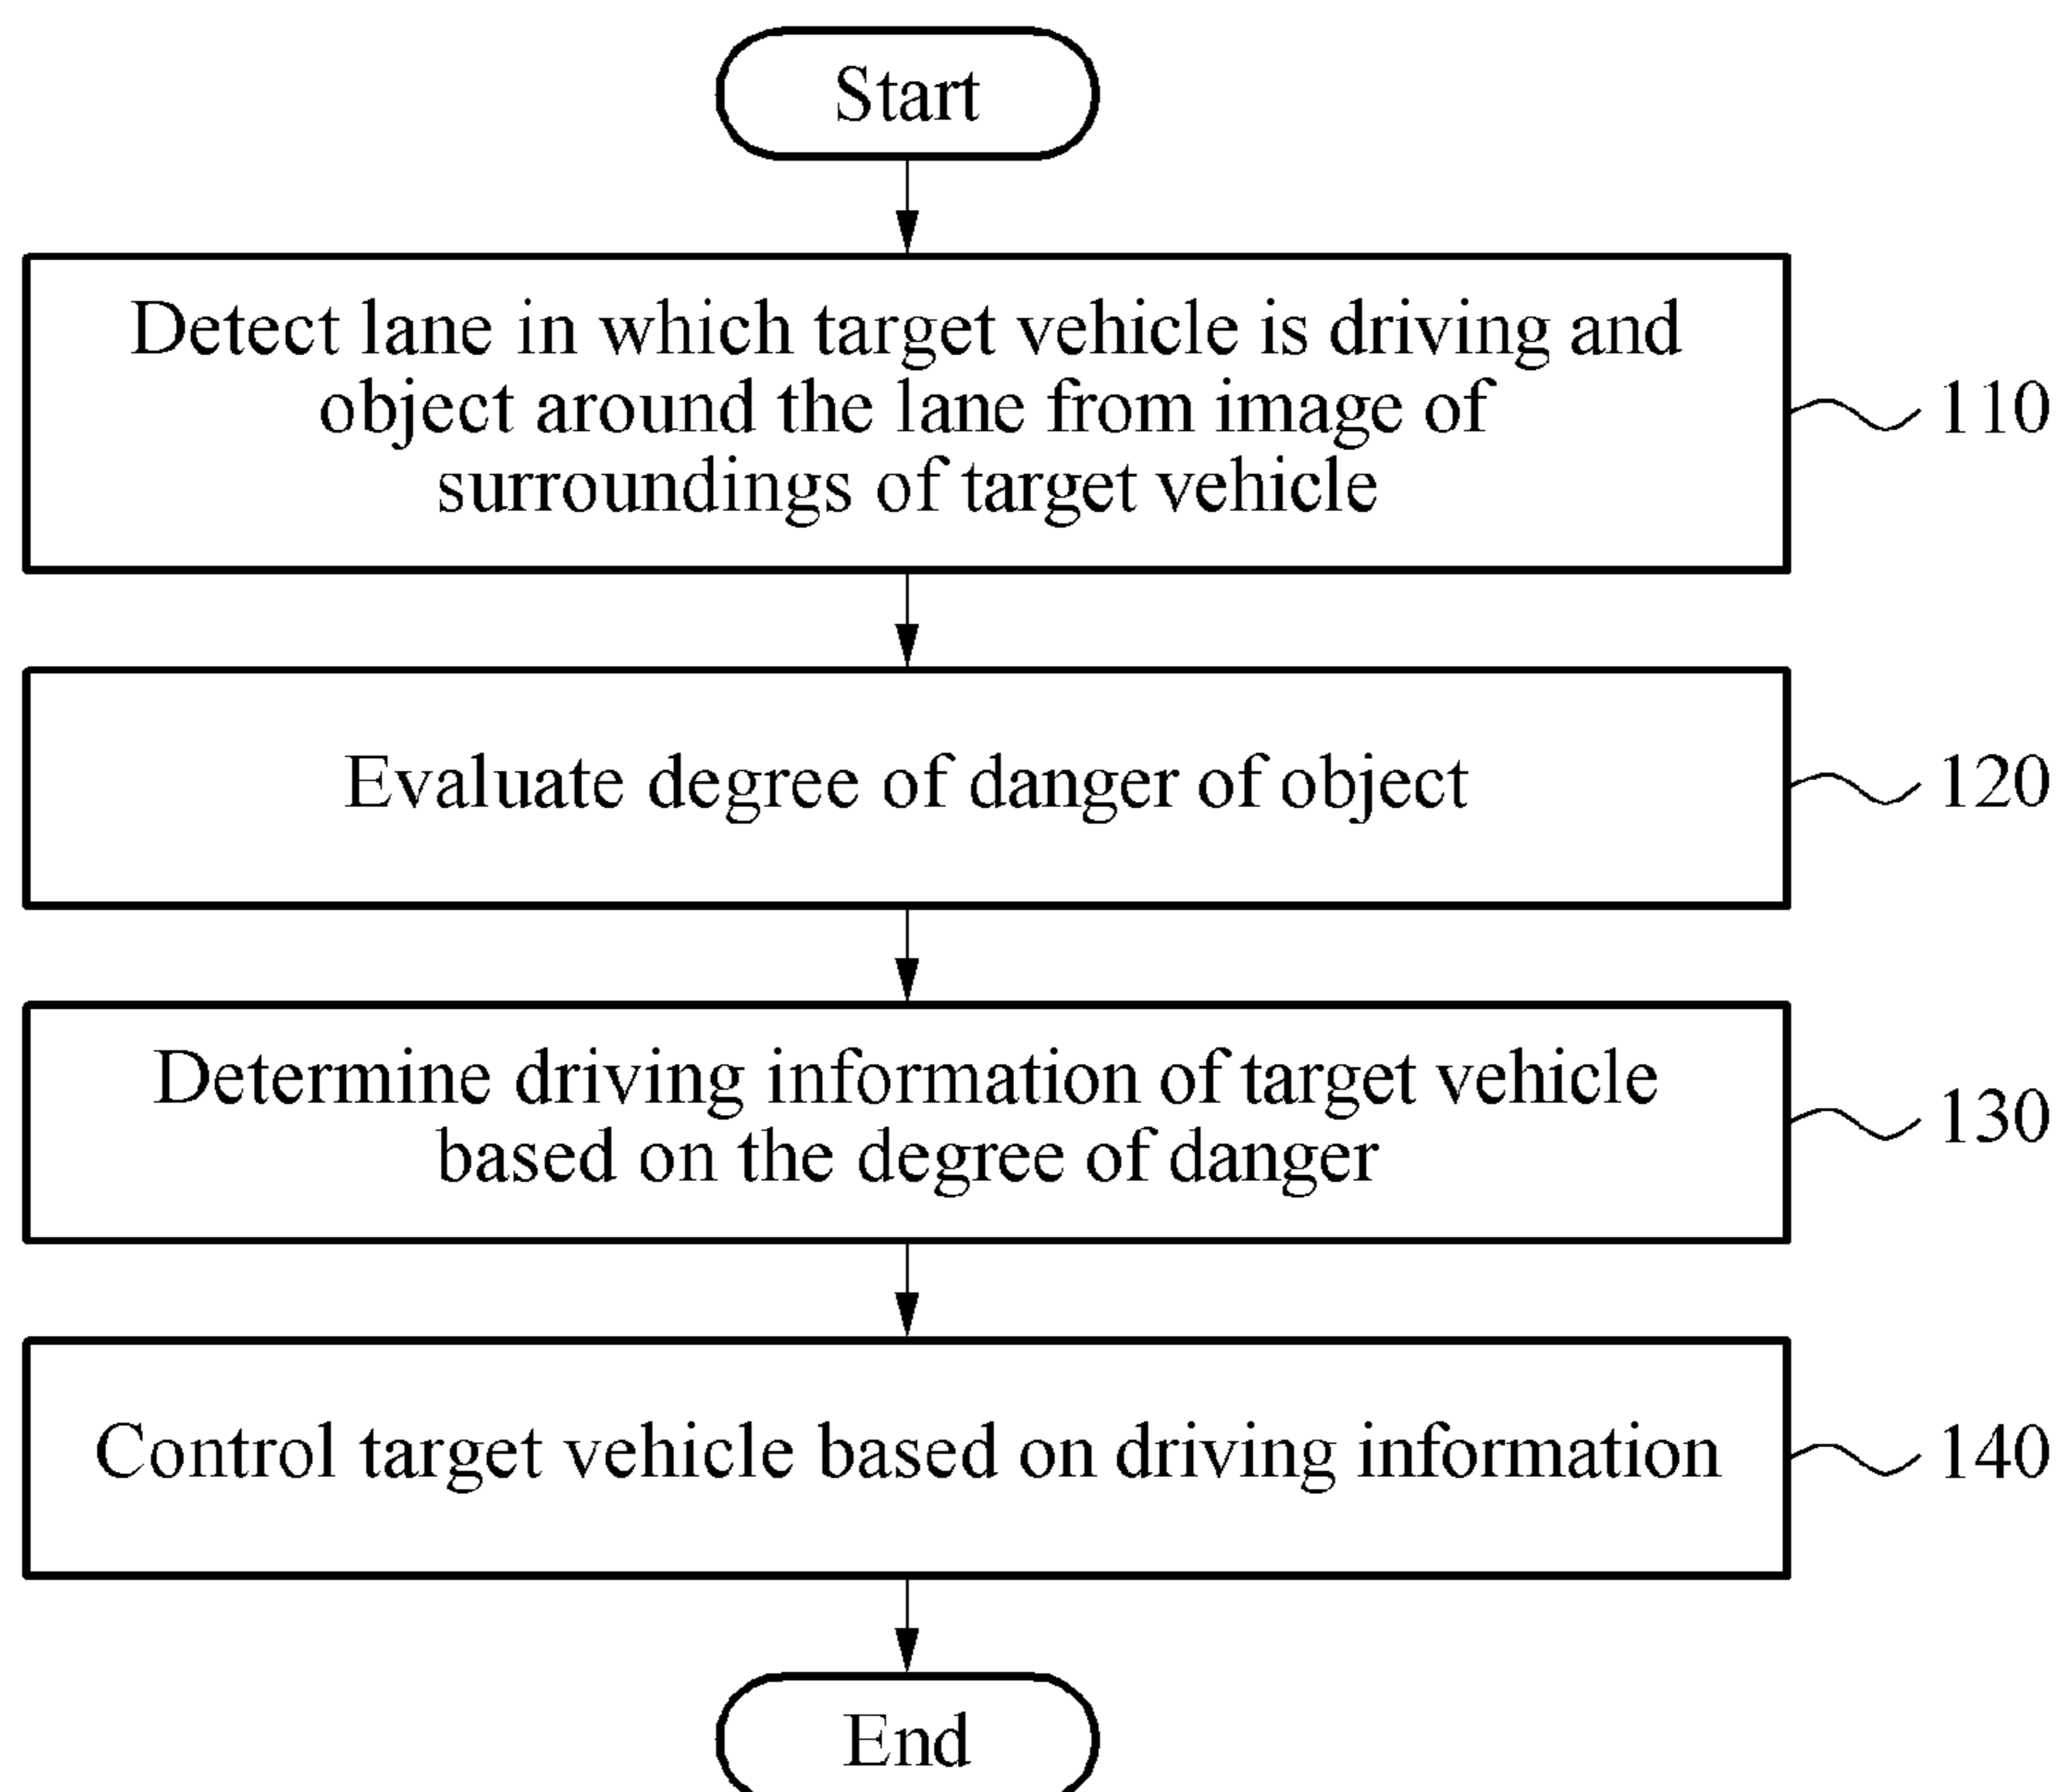 Start
Detect lane in which target vehicle is driving and
object around the lane from image of
surroundings of target vehicle
110
Evaluate degree of danger of object
120
Determine driving information of target vehicle
based on the degree of danger
130
Control target vehicle based on driving information
140
End